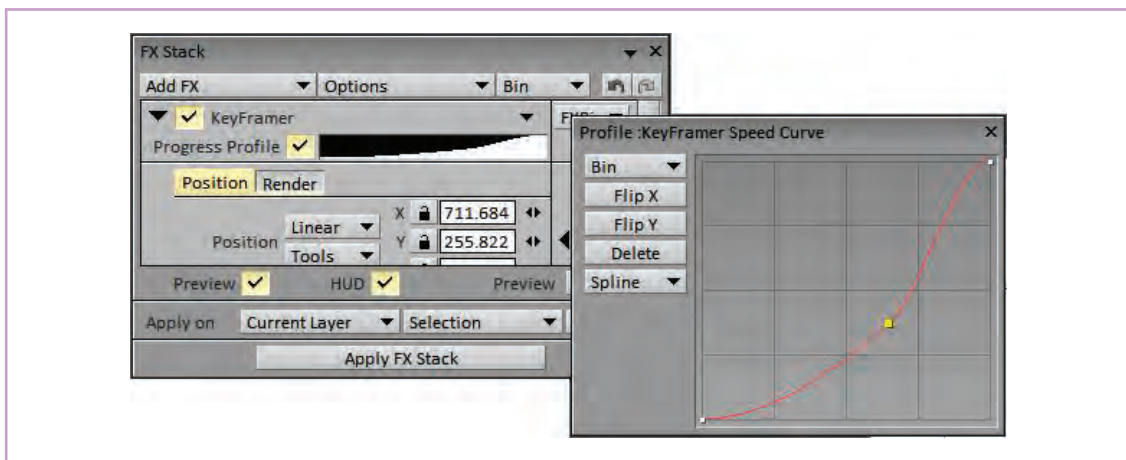 FX Stack
Add FX Options Bin
KeyFramer
Progress Profile
Position Render
Position Linear X 711.684
Tools Y 255.822
Preview HUD Preview
Apply on Current Layer Selection
Apply FX Stack
Profile :KeyFramer Speed Curve
Bin
Flip X
Flip Y
Delete
Spline